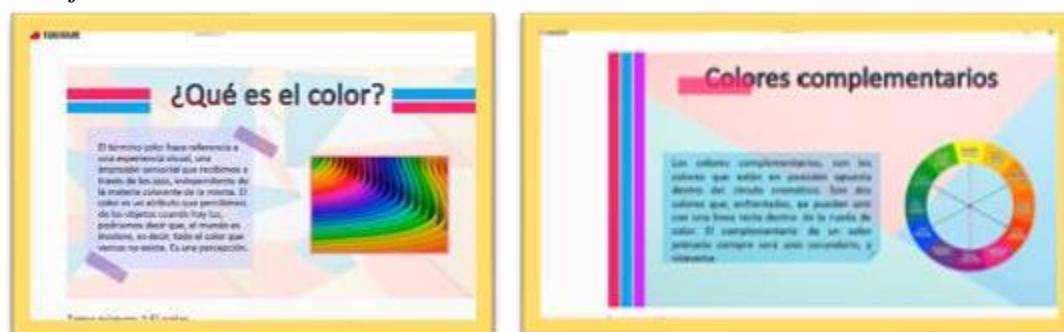 ¿Qué es el color?
El término color hace referencia a
una experiencia visual, una
impresión sensorial que recibimos a
través de los ojos, independiente de
la materia colorante de la misma. El
color es un atributo que percibimos
de los objetos cuando hay luz,
podríamos decir que, el mundo es
incoloro, es decir, todo el color que
vemos no existe. Es una percepción.
Colores complementarios
Los colores complementarios, son los
colores que están en posición opuesta
dentro del círculo cromático. Son dos
colores que, enfrentados, se pueden unir
con una línea recta dentro de la rueda de
color. El complementario de un color
primario siempre será uno secundario, y
viceversa.